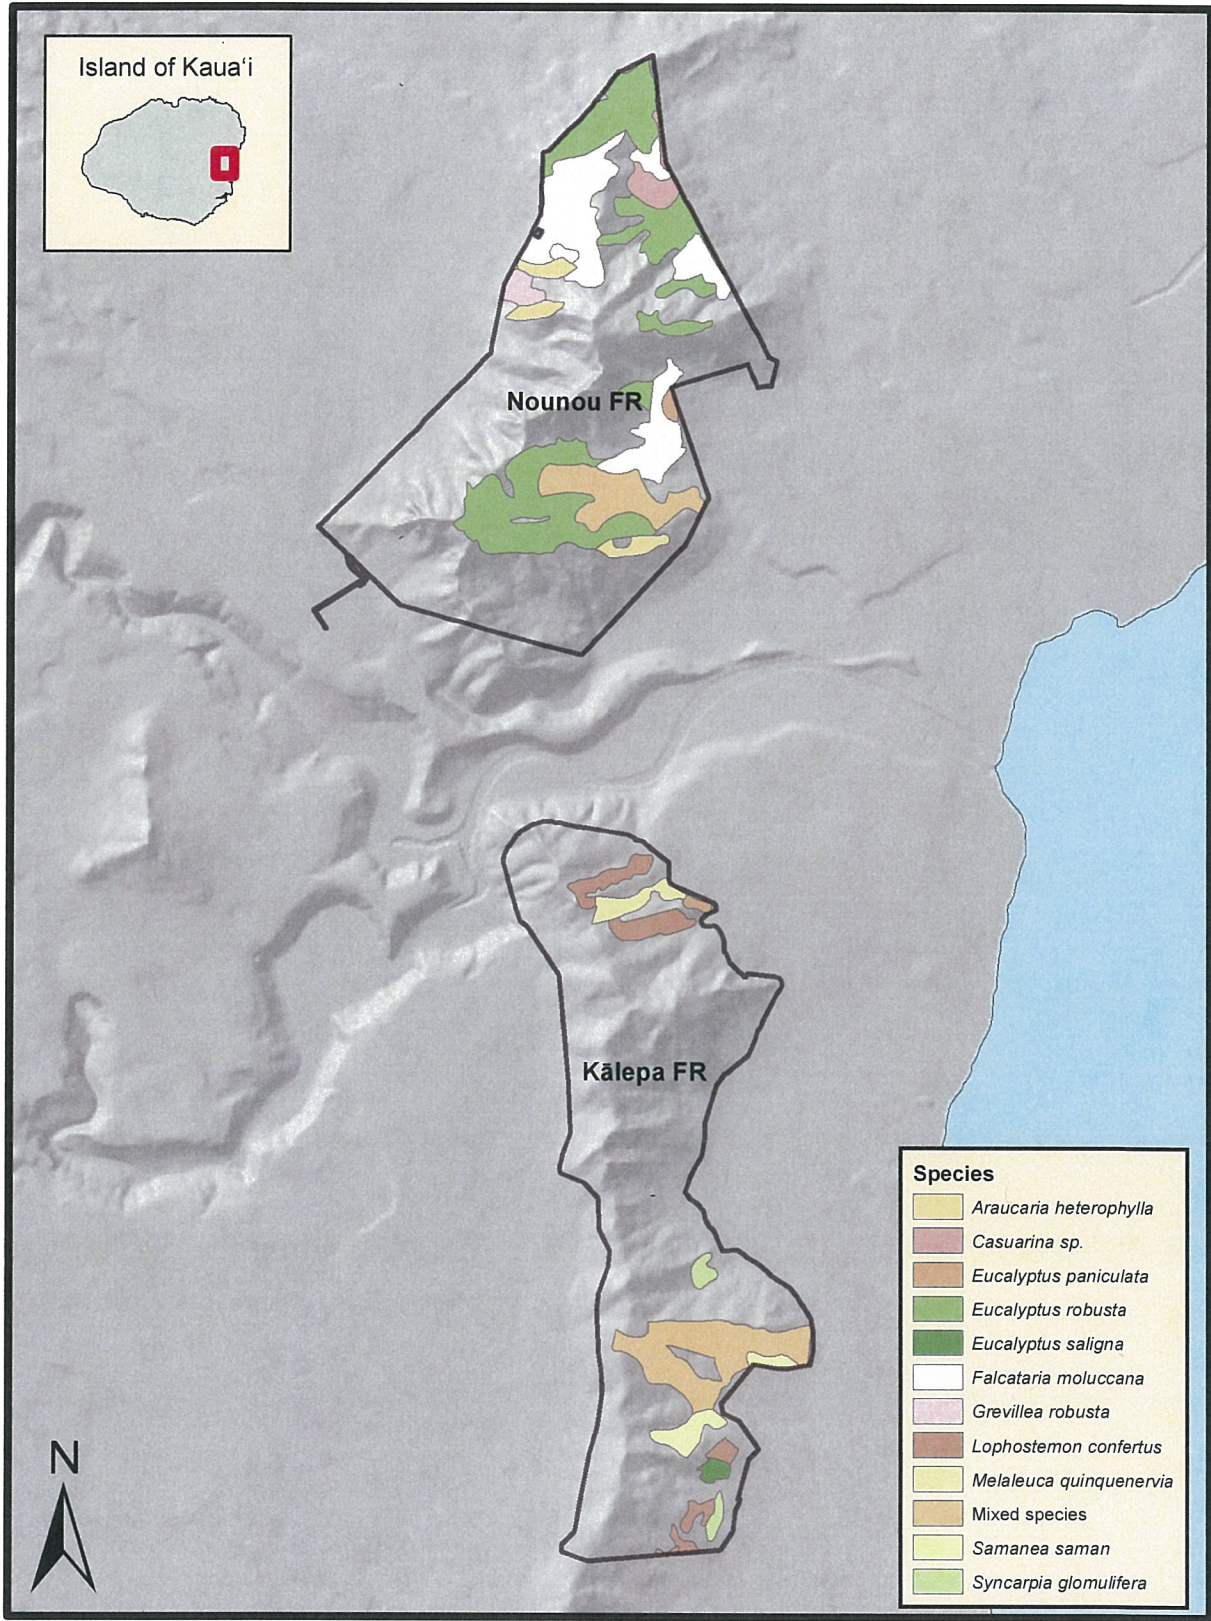 Island of Kauaʻi
Nounou FR
Kālepa FR
N
Species
Araucaria heterophylla
Casuarina sp.
Eucalyptus paniculata
Eucalyptus robusta
Eucalyptus saligna
Falcataria moluccana
Grevillea robusta
Lophostemon confertus
Melaleuca quinquenervia
Mixed species
Samanea saman
Syncarpia glomulifera